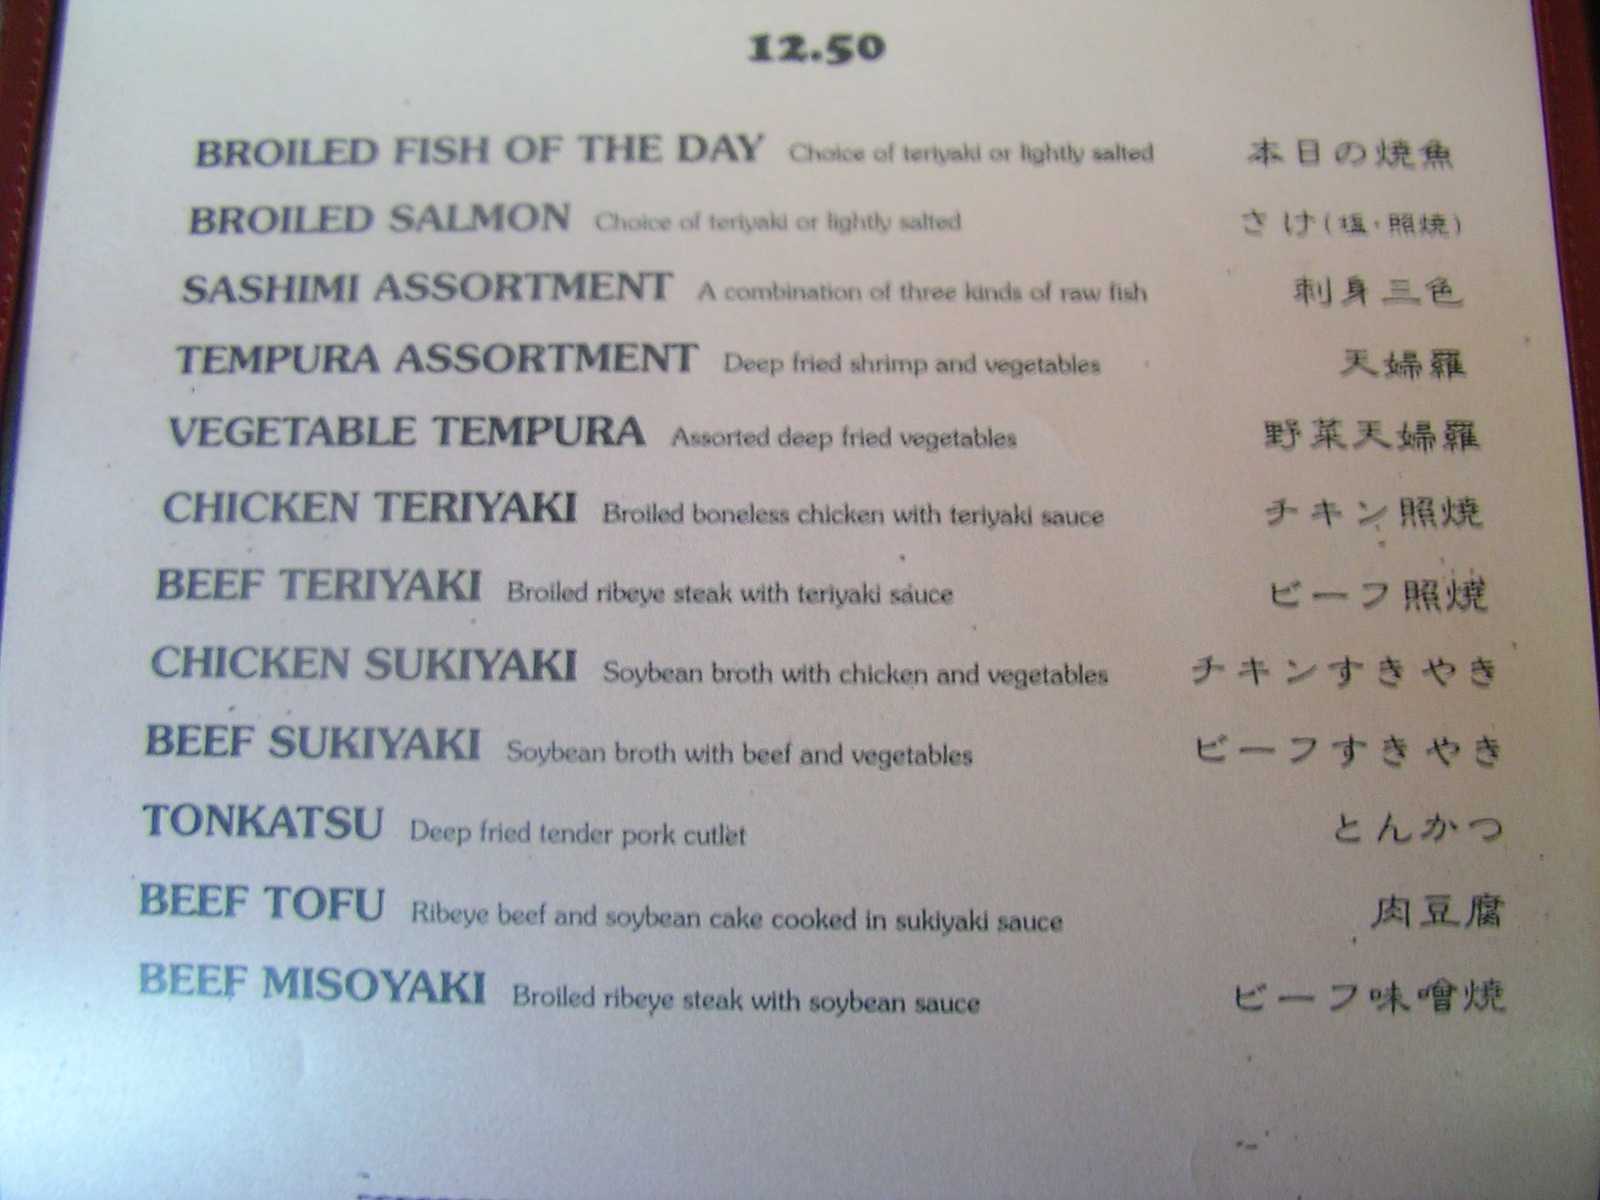 12.50
BROILED FISH OF THE DAY Choice of teriyaki or lightly salted 本日の焼魚
BROILED SALMON Choice of teriyaki or lightly salted さけ(塩・照焼)
SASHIMI ASSORTMENT A combination of three kinds of raw fish 刺身三色
TEMPURA ASSORTMENT Deep fried shrimp and vegetables 天婦羅
VEGETABLE TEMPURA Assorted deep fried vegetables 野菜天婦羅
CHICKEN TERIYAKI Broiled boneless chicken with teriyaki sauce チキン照焼
BEEF TERIYAKI Broiled ribeye steak with teriyaki sauce ビーフ照焼
CHICKEN SUKIYAKI Soybean broth with chicken and vegetables チキンすきやき
BEEF SUKIYAKI Soybean broth with beef and vegetables ビーフすきやき
TONKATSU Deep fried tender pork cutlet とんかつ
BEEF TOFU Ribeye beef and soybean cake cooked in sukiyaki sauce 肉豆腐
BEEF MISOYAKI Broiled ribeye steak with soybean sauce ビーフ味噌焼